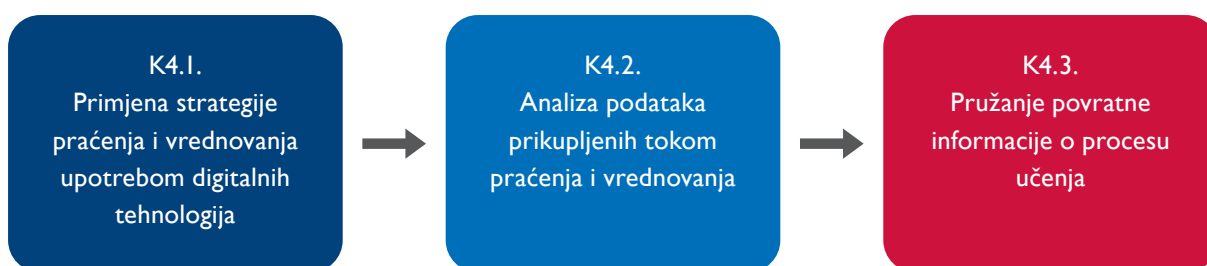 K4.1.
Primjena strategije
praćenja i vrednovanja
upotrebom digitalnih
tehnologija
K4.2.
Analiza podataka
prikupljenih tokom
praćenja i vrednovanja
K4.3.
Pružanje povratne
informacije o procesu
učenja